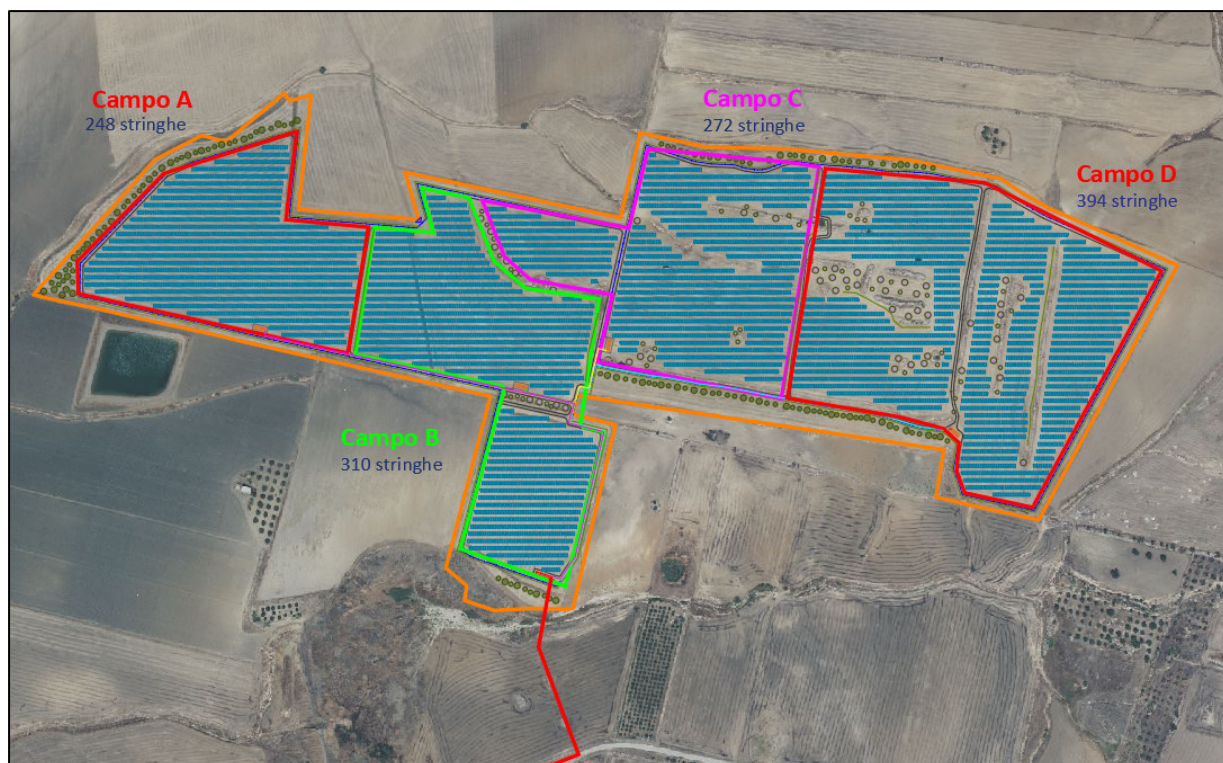 Campo A
248 stringhe
Campo C
272 stringhe
Campo D
394 stringhe
Campo B
310 stringhe